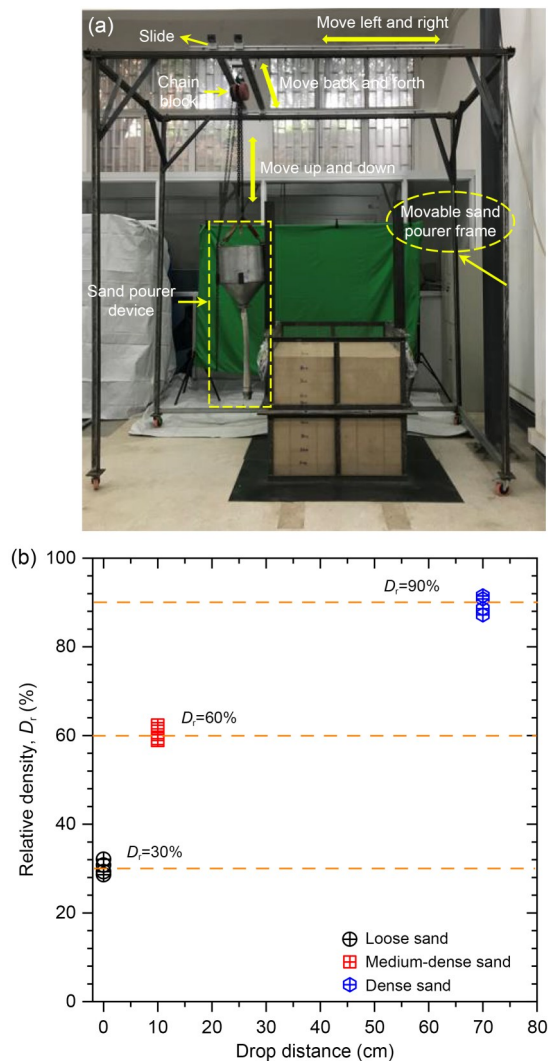 (a)
Slide
Move left and right
Chain
block
Move back and forth
Move up and down
Movable sand
pourer frame
Sand pourer
device
(b)
100
80
60
40
20
0
Relative density, Dr (%)
Dr=90%
Dr=60%
Dr=30%
Loose sand
Medium-dense sand
Dense sand
0 10 20 30 40 50 60 70 80
Drop distance (cm)